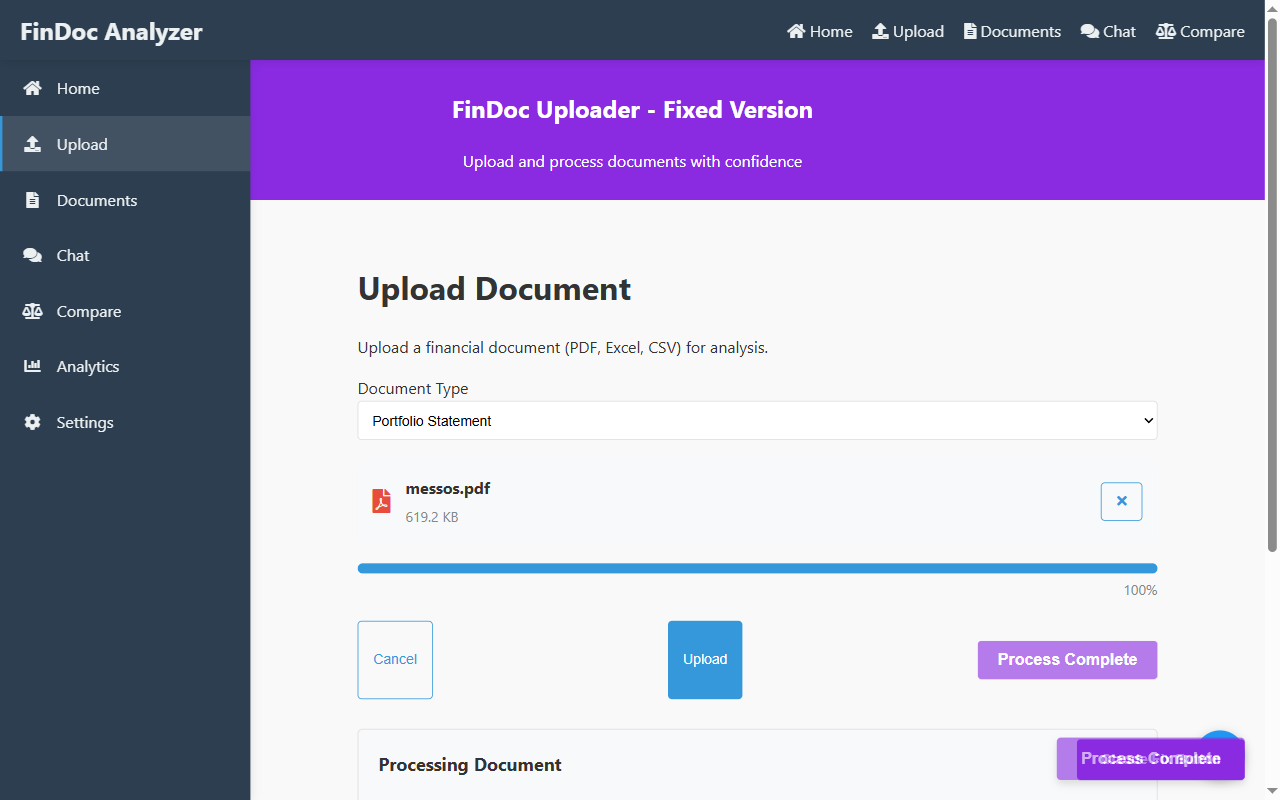 FinDoc Analyzer
Home Upload Documents Chat Compare
Home
Upload
Documents
Chat
Compare
Analytics
Settings
FinDoc Uploader - Fixed Version
Upload and process documents with confidence
Upload Document
Upload a financial document (PDF, Excel, CSV) for analysis.
Document Type
Portfolio Statement
messos.pdf
619.2 KB
100%
Cancel
Upload
Process Complete
Processing Document
Process Complete